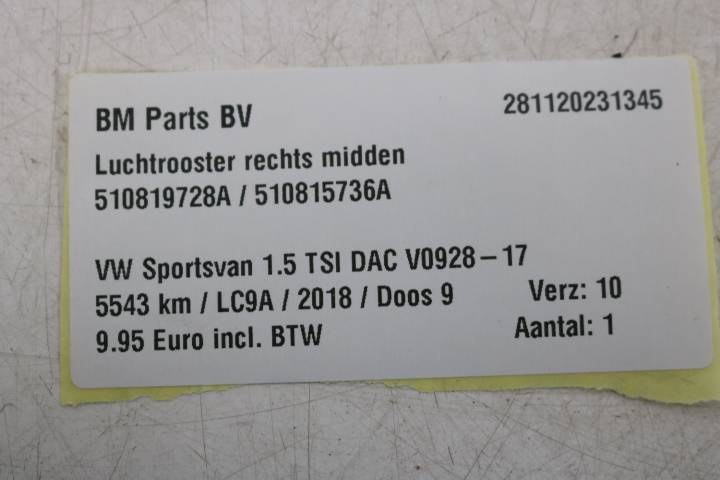 BM Parts BV 281120231345
Luchtrooster rechts midden
510819728A / 510815736A
VW Sportsvan 1.5 TSI DAC V0928-17
5543 km / LC9A / 2018 / Doos 9 Verz: 10
9.95 Euro incl. BTW Aantal: 1